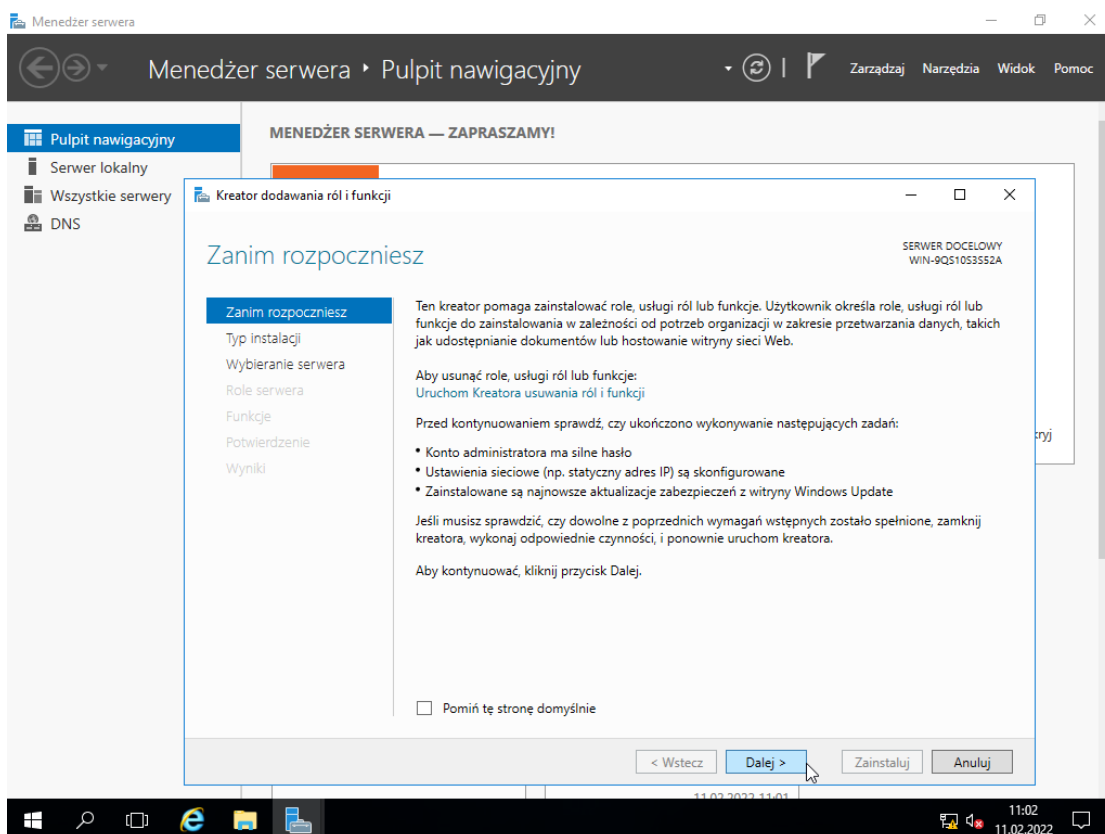 Menedżer serwera
Menedżer serwera ‣ Pulpit nawigacyjny
Zarządzaj Narzędzia Widok Pomoc
Pulpit nawigacyjny
Serwer lokalny
Wszystkie serwery
DNS
MENEDŻER SERWERA — ZAPRASZAMY!
Kreator dodawania ról i funkcji
Zanim rozpoczniesz
SERWER DOCELOWY
WIN-9QS10S3S52A
Zanim rozpoczniesz
Typ instalacji
Wybieranie serwera
Role serwera
Funkcje
Potwierdzenie
Wyniki
Ten kreator pomaga zainstalować role, usługi ról lub funkcje. Użytkownik określa role, usługi ról lub
funkcje do zainstalowania w zależności od potrzeb organizacji w zakresie przetwarzania danych, takich
jak udostępnianie dokumentów lub hostowanie witryny sieci Web.
Aby usunąć role, usługi ról lub funkcje:
Uruchom Kreatora usuwania ról i funkcji
Przed kontynuowaniem sprawdź, czy ukończono wykonywanie następujących zadań:
• Konto administratora ma silne hasło
• Ustawienia sieciowe (np. statyczny adres IP) są skonfigurowane
• Zainstalowane są najnowsze aktualizacje zabezpieczeń z witryny Windows Update
Jeśli musisz sprawdzić, czy dowolne z poprzednich wymagań wstępnych zostało spełnione, zamknij
kreatora, wykonaj odpowiednie czynności, i ponownie uruchom kreatora.
Aby kontynuować, kliknij przycisk Dalej.
Pomiń tę stronę domyślnie
< Wstecz Dalej > Zainstaluj Anuluj
11.02.2022 11:01
11:02
11.02.2022